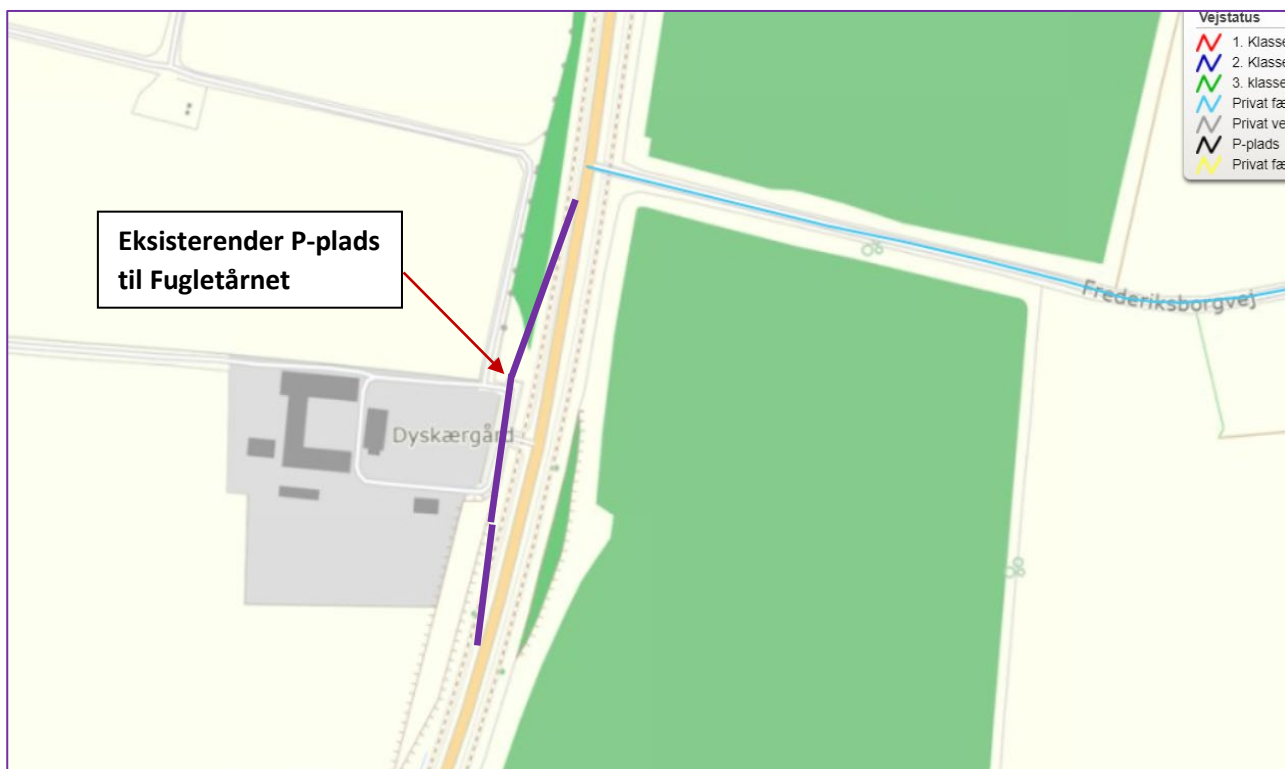 Vejstatus
1. Klasse
2. Klasse
3. klasse
Privat fæ
Privat ve
P-plads
Privat fæ
Eksisterender P-plads
til Fugletårnet
Frederiksborgvej
Dyskærgård